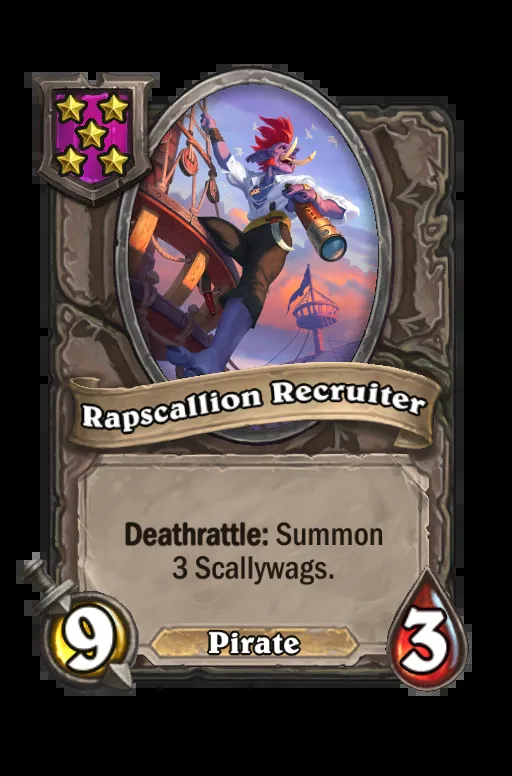 Rapscallion Recruiter
Deathrattle: Summon
3 Scallywags.
9
Pirate
3